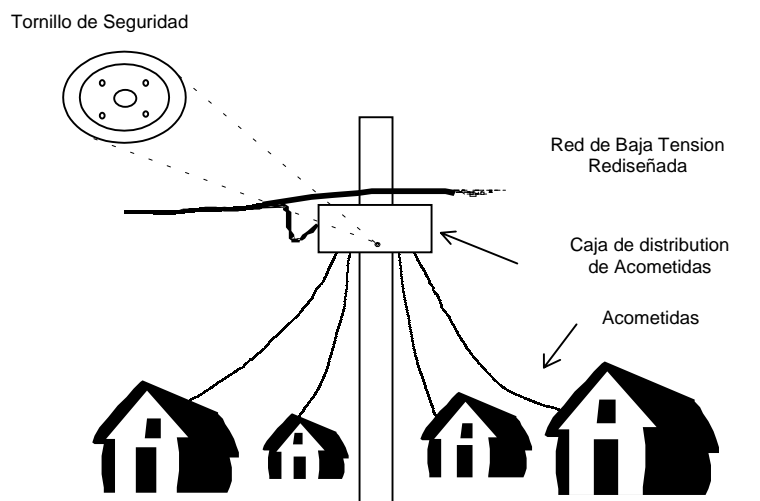 Tornillo de Seguridad
Red de Baja Tension
Rediseñada
Caja de distribution
de Acometidas
Acometidas